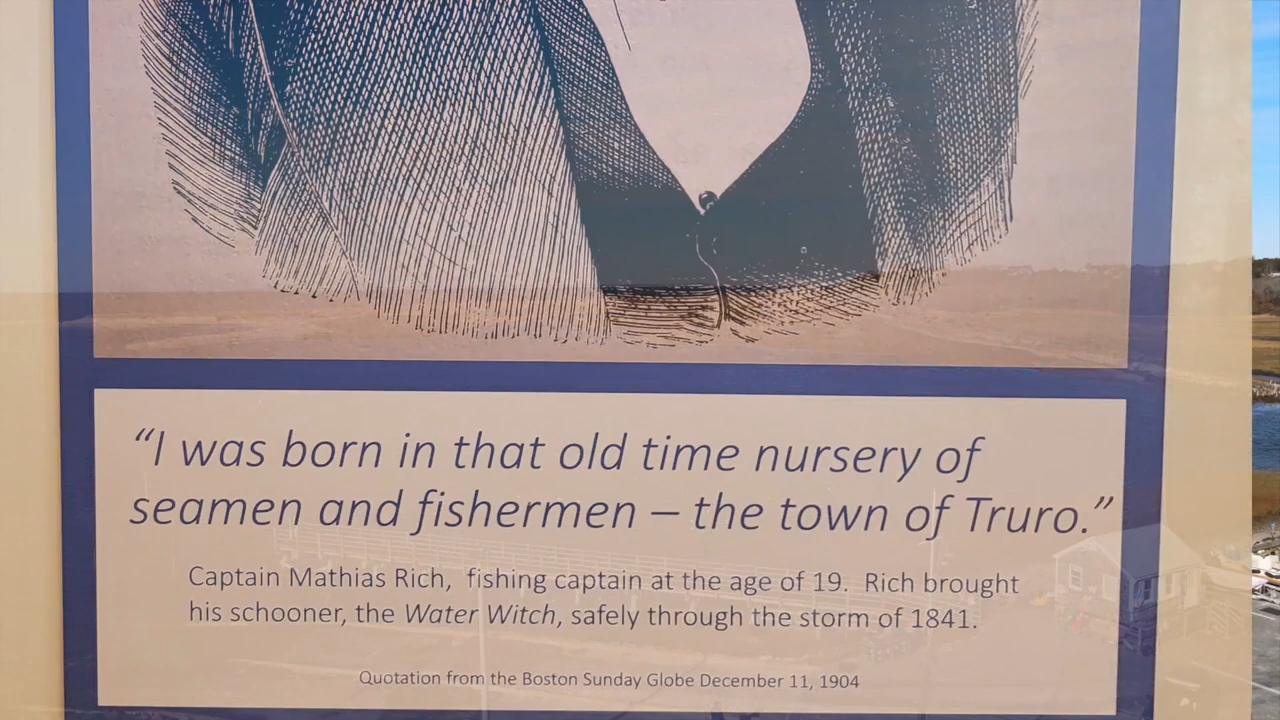 “I was born in that old time nursery of
seamen and fishermen – the town of Truro.”
Captain Mathias Rich,  fishing captain at the age of 19.  Rich brought
his schooner, the Water Witch, safely through the storm of 1841.
Quotation from the Boston Sunday Globe December 11, 1904